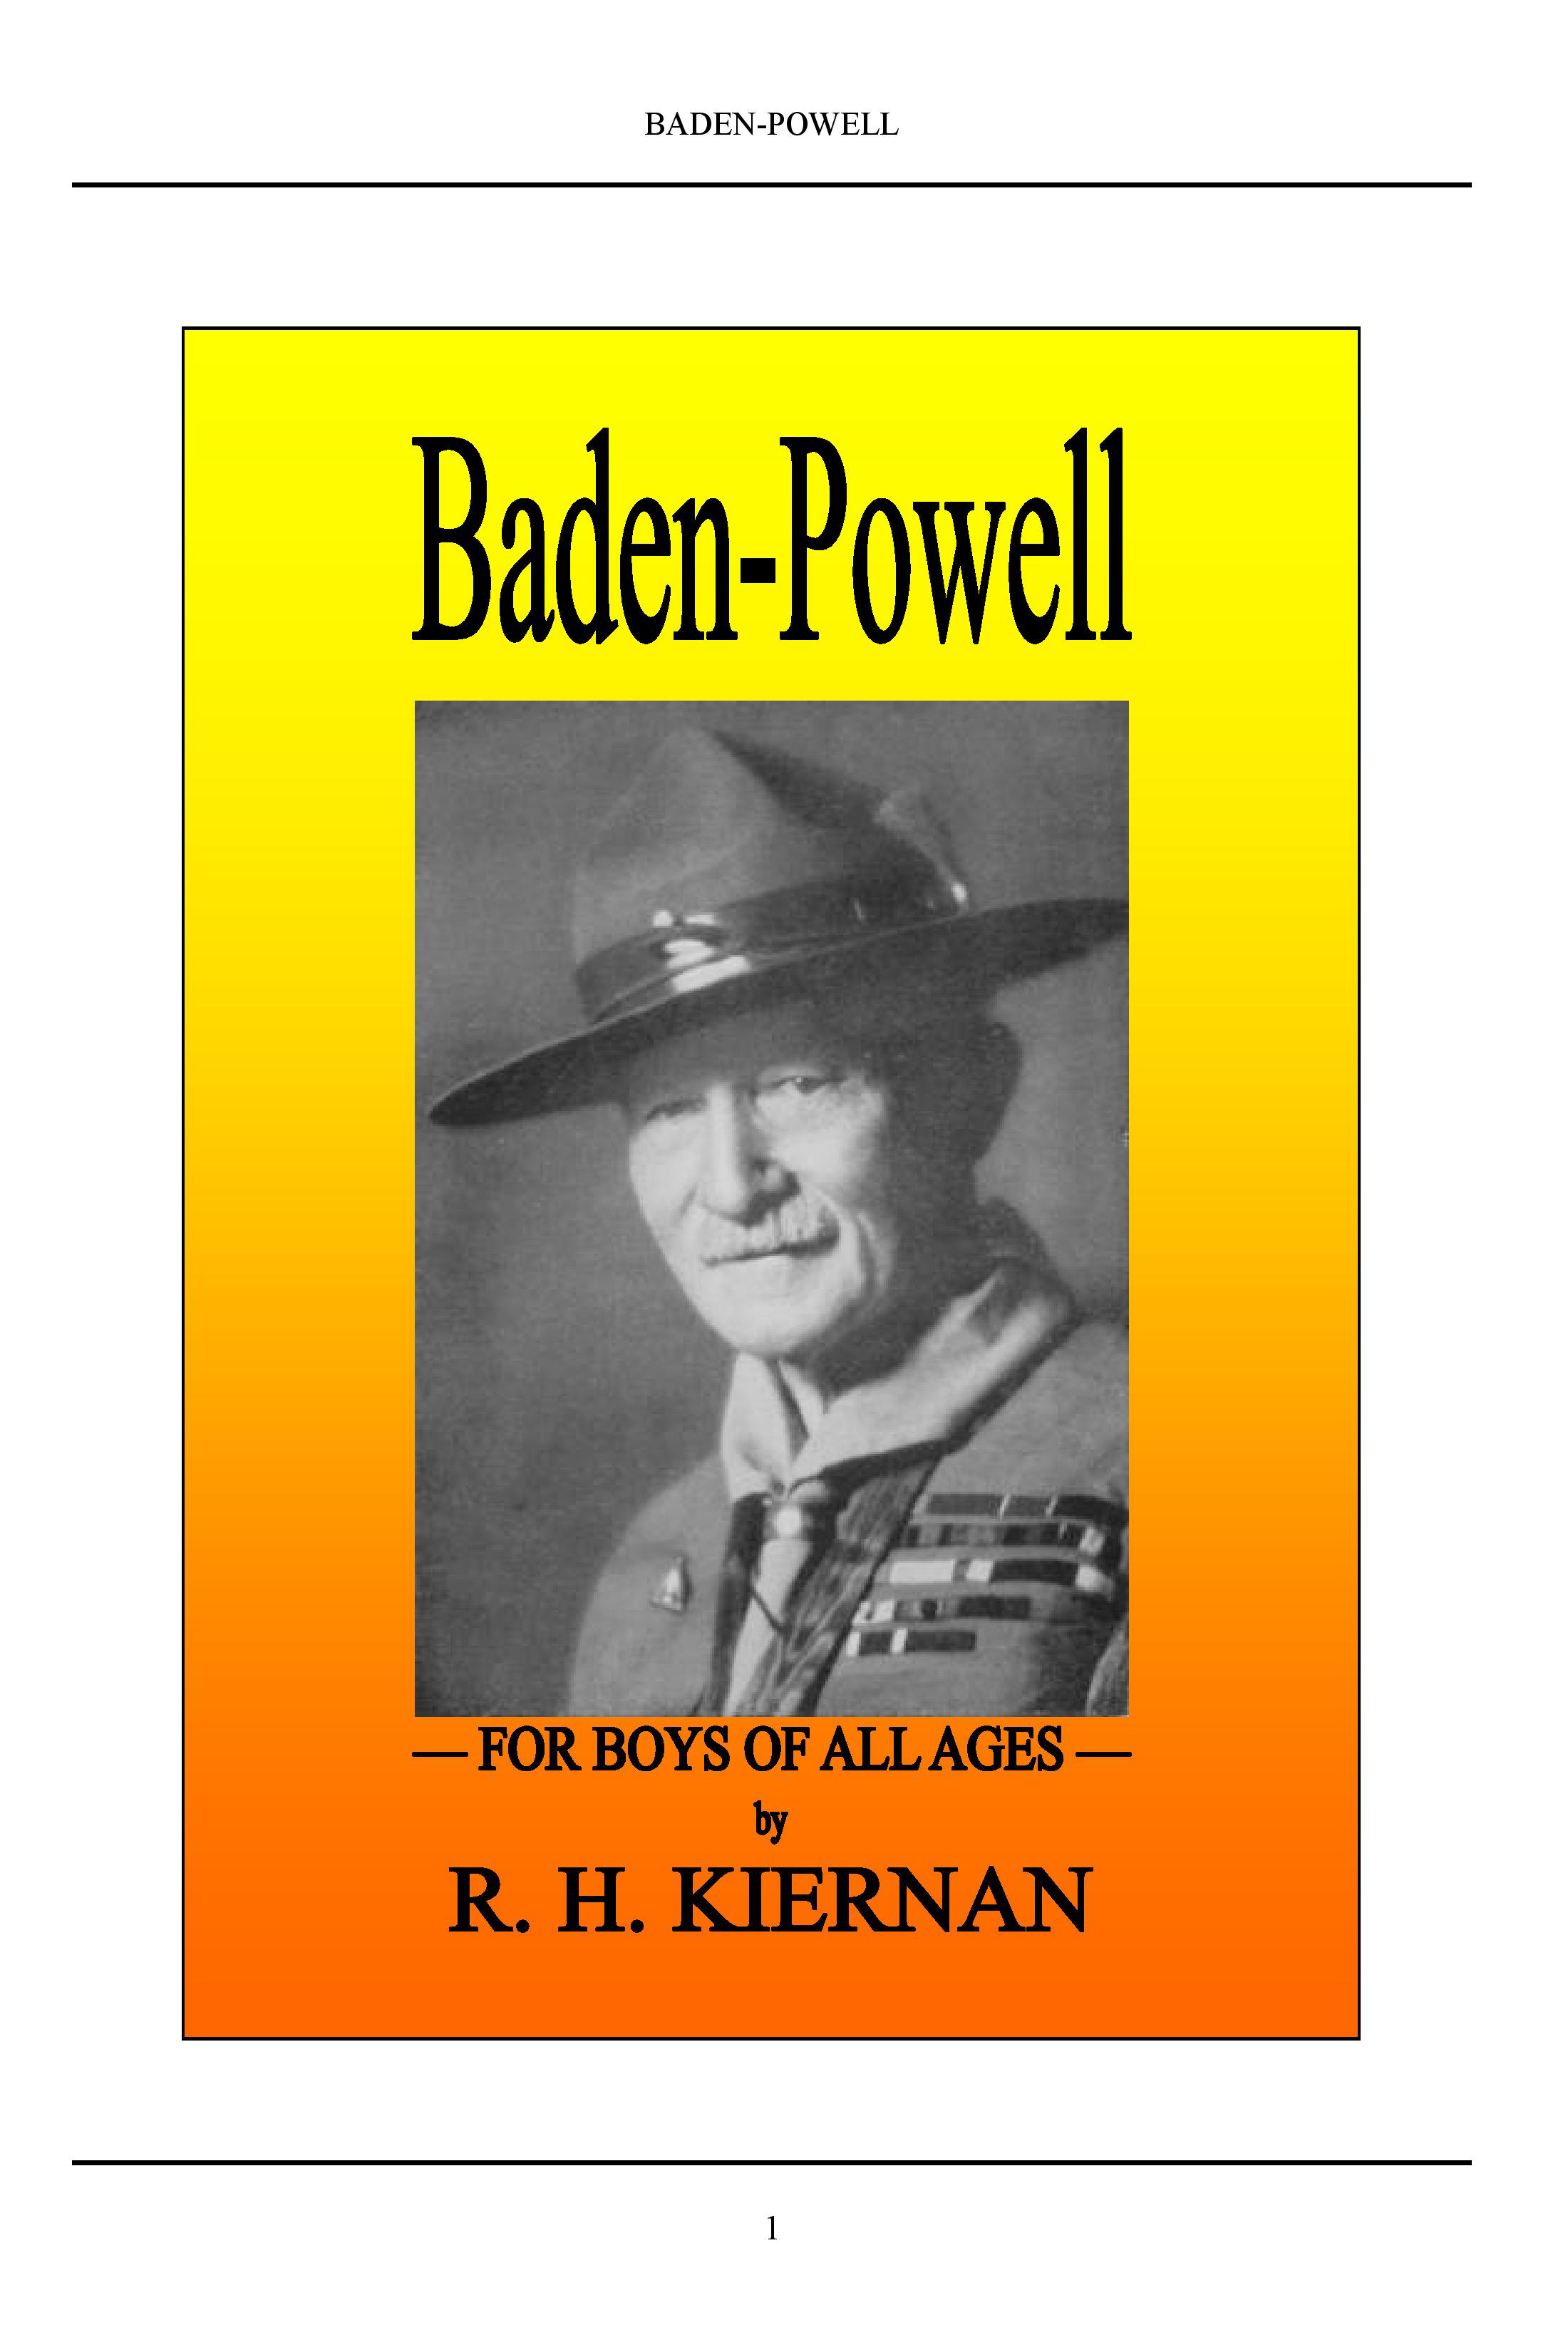 BADEN-POWELL
Baden-Powell
— FOR BOYS OF ALL AGES —
by
R. H. KIERNAN
1